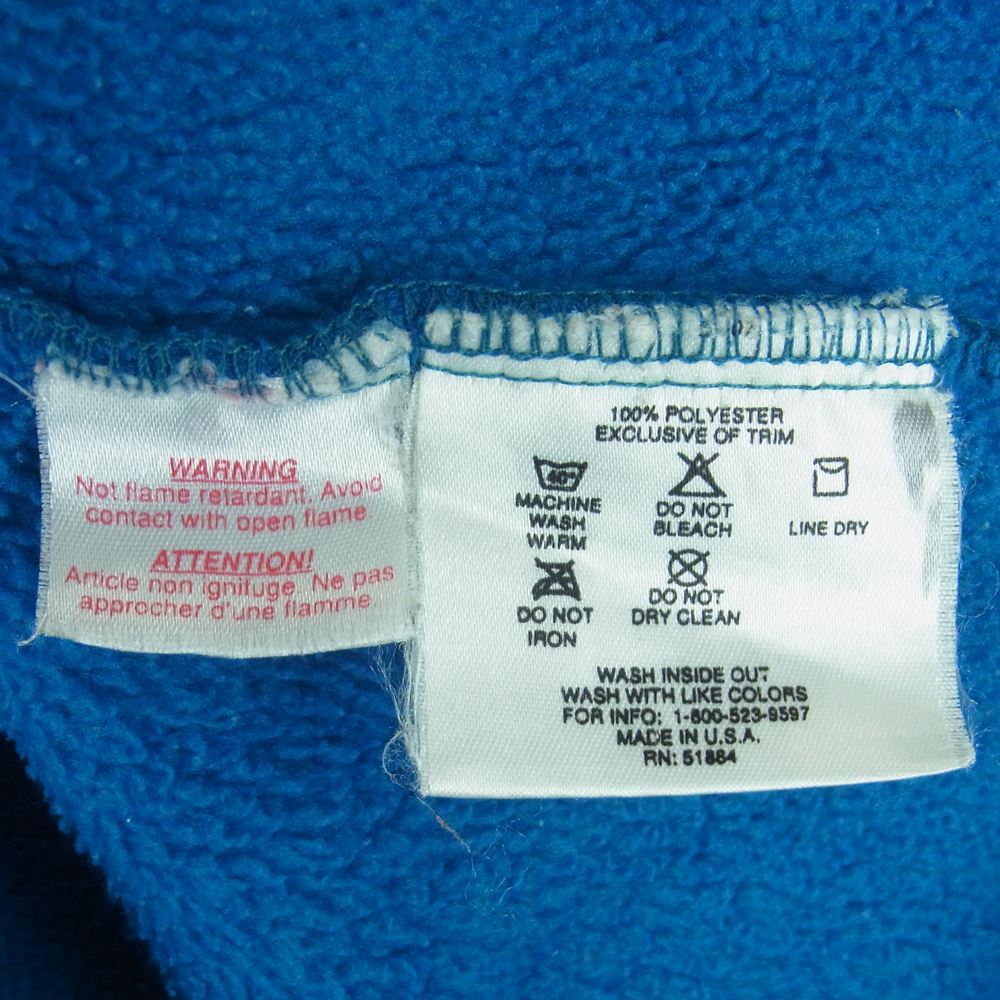 WARNING
Not flame retardant. Avoid
contact with open flame
ATTENTION!
Article non ignifuge. Ne pas
approcher d'une flamme
100% POLYESTER
EXCLUSIVE OF TRIM
40°
MACHINE
WASH
WARM
DO NOT
BLEACH
LINE DRY
DO NOT
IRON
DO NOT
DRY CLEAN
WASH INSIDE OUT
WASH WITH LIKE COLORS
FOR INFO: 1-800-523-9597
MADE IN U.S.A.
RN: 51884